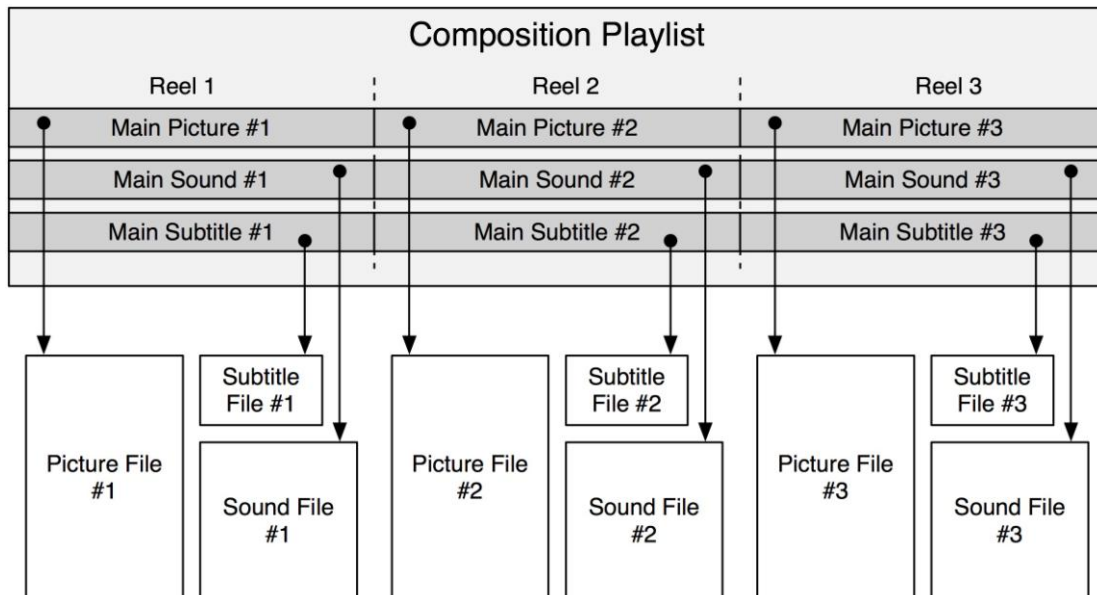 Composition Playlist
Reel 1
Reel 2
Reel 3
Main Picture #1
Main Picture #2
Main Picture #3
Main Sound #1
Main Sound #2
Main Sound #3
Main Subtitle #1
Main Subtitle #2
Main Subtitle #3
Picture File
#1
Subtitle
File #1
Sound File
#1
Picture File
#2
Subtitle
File #2
Sound File
#2
Picture File
#3
Subtitle
File #3
Sound File
#3